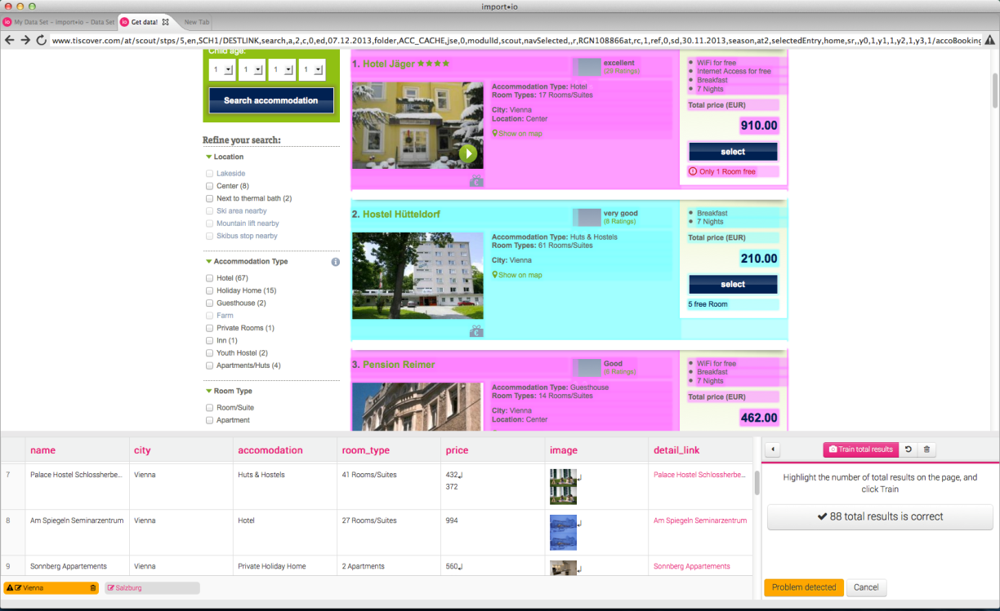 import•io
My Data Set – import•io – Data Set
Get data!
New Tab
www.tiscover.com/at/scout/stps/5,en,SCH1/DESTLINK,search,a,2,c,0,ed,07.12.2013,folder,ACC_CACHE,jse,0,modulId,scout,navSelected,,r,RGN108866at,rc,1,ref,0,sd,30.11.2013,season,at2,selectedEntry,home,sr,,y0,1,y1,1,y2,1,y3,1/accoBooking
Child age:
1 1 1 1
Search accommodation
Refine your search:
Location
Lakeside
Center (8)
Next to thermal bath (2)
Ski area nearby
Mountain lift nearby
Skibus stop nearby
Accommodation Type
Hotel (67)
Holiday Home (15)
Guesthouse (2)
Farm
Private Rooms (1)
Inn (1)
Youth Hostel (2)
Apartments/Huts (4)
Room Type
Room/Suite
Apartment
1. Hotel Jäger
excellent
(23 Ratings)
Accommodation Type: Hotel
Room Types: 17 Rooms/Suites
City: Vienna
Location: Center
Show on map
WiFi for free
Internet Access for free
Breakfast
7 Nights
Total price (EUR)
910.00
select
Only 1 Room free
2. Hostel Hütteldorf
very good
(8 Ratings)
Accommodation Type: Huts & Hostels
Room Types: 61 Rooms/Suites
City: Vienna
Show on map
Breakfast
7 Nights
Total price (EUR)
210.00
select
5 free Room
3. Pension Reimer
Good
(6 Ratings)
Accommodation Type: Guesthouse
Room Types: 14 Rooms/Suites
City: Vienna
Location: Center
WiFi for free
Breakfast
7 Nights
Total price (EUR)
462.00
name city accomodation room_type price image detail_link
7 Palace Hostel Schlossherbe... Vienna Huts & Hostels 41 Rooms/Suites 432 Palace Hostel Schlossherbe...
372
8 Am Spiegeln Seminarzentrum Vienna Hotel 27 Rooms/Suites 994 Am Spiegeln Seminarzentrum
9 Sonnberg Appartements Vienna Private Holiday Home 2 Apartments 560 Sonnberg Appartements
Vienna
Salzburg
Train total results
Highlight the number of total results on the page, and
click Train
88 total results is correct
Problem detected
Cancel